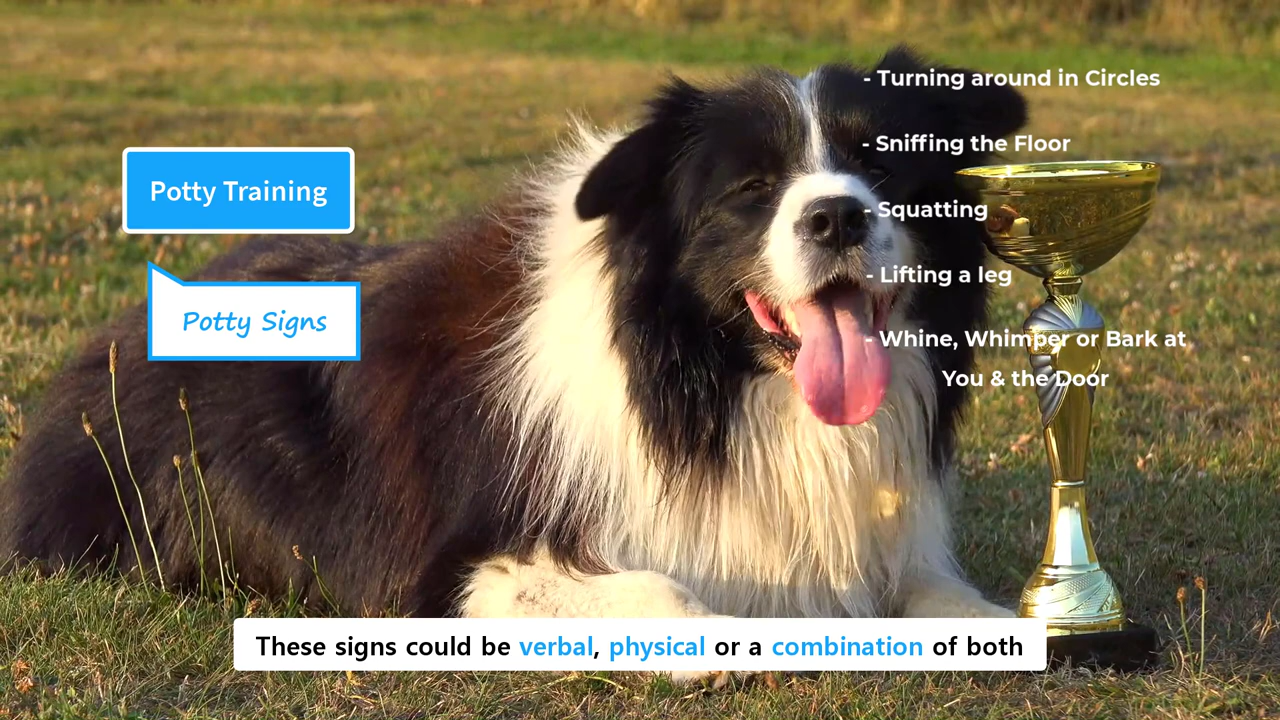 Potty Training
Potty Signs
- Turning around in Circles
- Sniffing the Floor
- Squatting
- Lifting a leg
- Whine, Whimper or Bark at
You & the Door
These signs could be verbal, physical or a combination of both